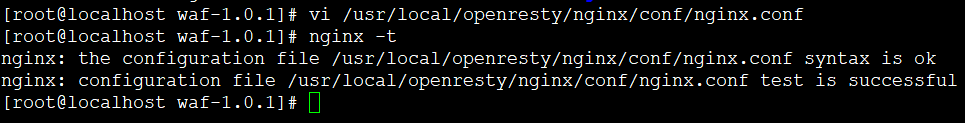 [root@localhost waf-1.0.1]# vi /usr/local/openresty/nginx/conf/nginx.conf
[root@localhost waf-1.0.1]# nginx -t
nginx: the configuration file /usr/local/openresty/nginx/conf/nginx.conf syntax is ok
nginx: configuration file /usr/local/openresty/nginx/conf/nginx.conf test is successful
[root@localhost waf-1.0.1]#